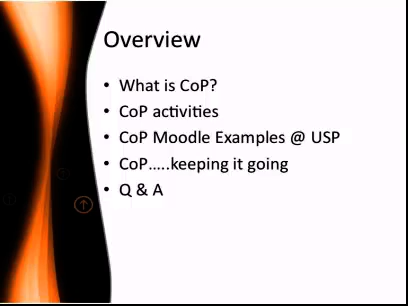 Overview
• What is CoP?
• CoP activities
• CoP Moodle Examples @ USP
• CoP.....keeping it going
• Q & A